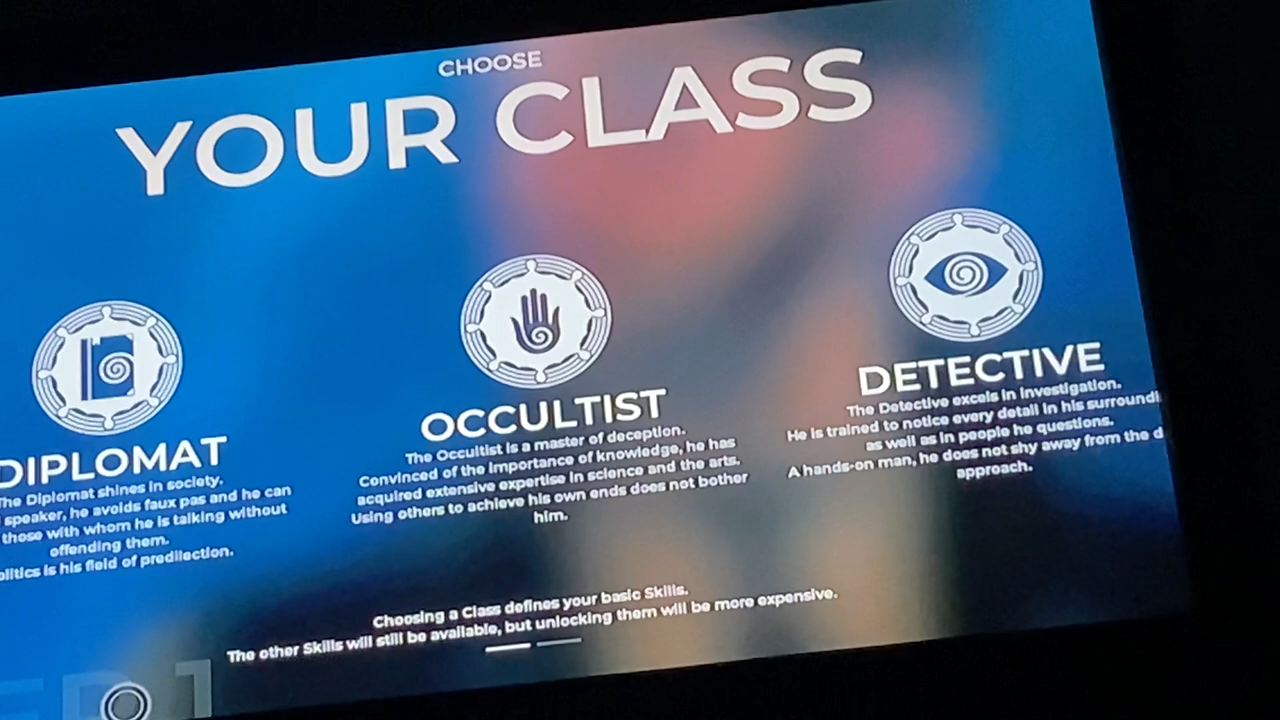 CHOOSE
YOUR CLASS
DIPLOMAT
The Diplomat shines in society.
speaker, he avoids faux pas and he can
those with whom he is talking without
offending them.
olitics is his field of predilection.
OCCULTIST
The Occultist is a master of deception.
Convinced of the importance of knowledge, he has
acquired extensive expertise in science and the arts.
Using others to achieve his own ends does not bother
him.
DETECTIVE
The Detective excels in investigation.
He is trained to notice every detail in his surroundi
as well as in people he questions.
A hands-on man, he does not shy away from the d
approach.
Choosing a Class defines your basic Skills.
The other Skills will still be available, but unlocking them will be more expensive.